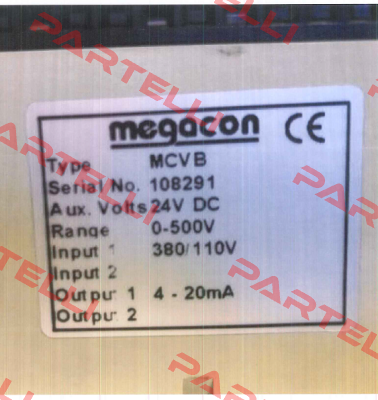 megacon CE
Type MCVB
Serial No. 108291
Aux. Volts 24V DC
Range 0-500V
Input 1 380/110V
Input 2
Output 1 4 - 20mA
Output 2
PARTELLI
PARTELLI
PARTELLI
PARTELLI